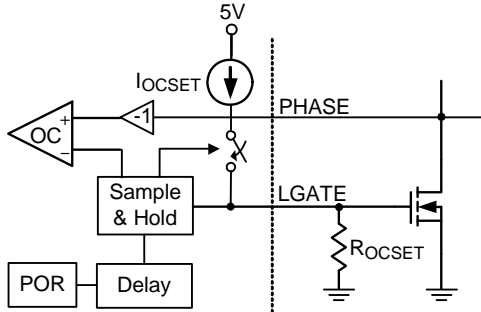 5V
IOCSET
PHASE
+
-1
OC
−
LGATE
Sample
& Hold
ROCSET
POR
Delay